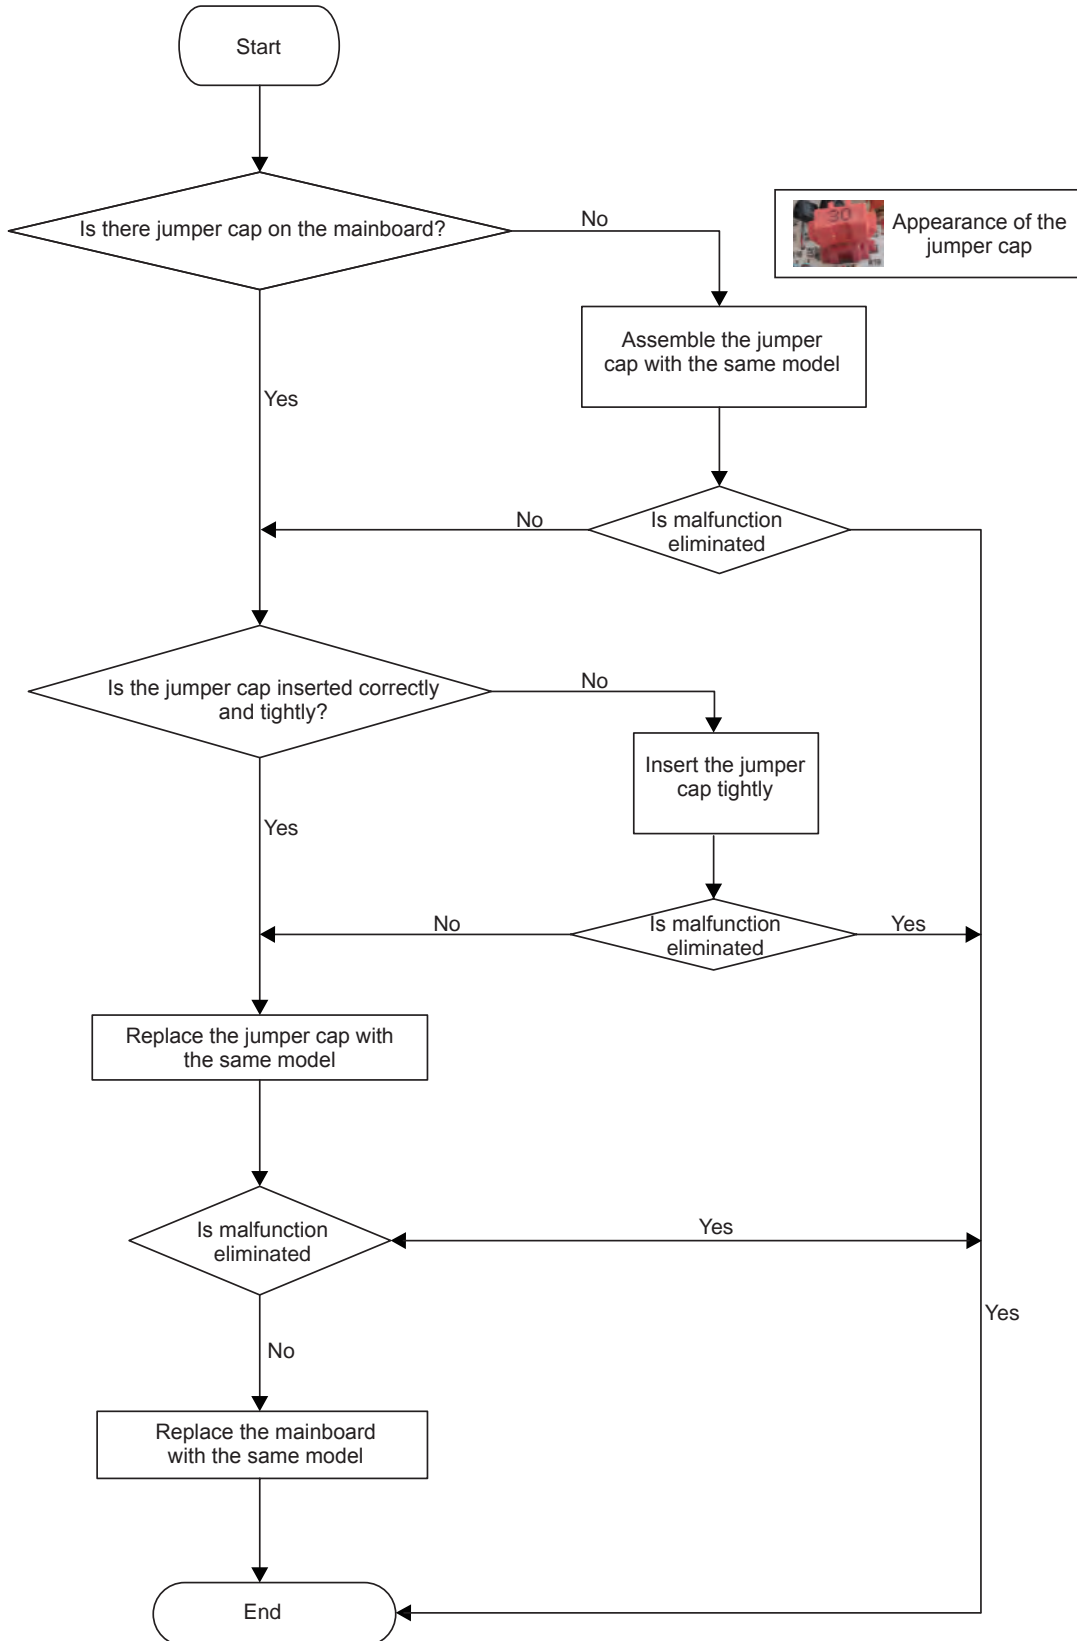 Start
Is there jumper cap on the mainboard?
No
30
Appearance of the
jumper cap
Assemble the jumper
cap with the same model
Yes
No
Is malfunction
eliminated
Is the jumper cap inserted correctly
and tightly?
No
Insert the jumper
cap tightly
Yes
No
Is malfunction
eliminated
Yes
Replace the jumper cap with
the same model
Is malfunction
eliminated
Yes
Yes
No
Replace the mainboard
with the same model
End